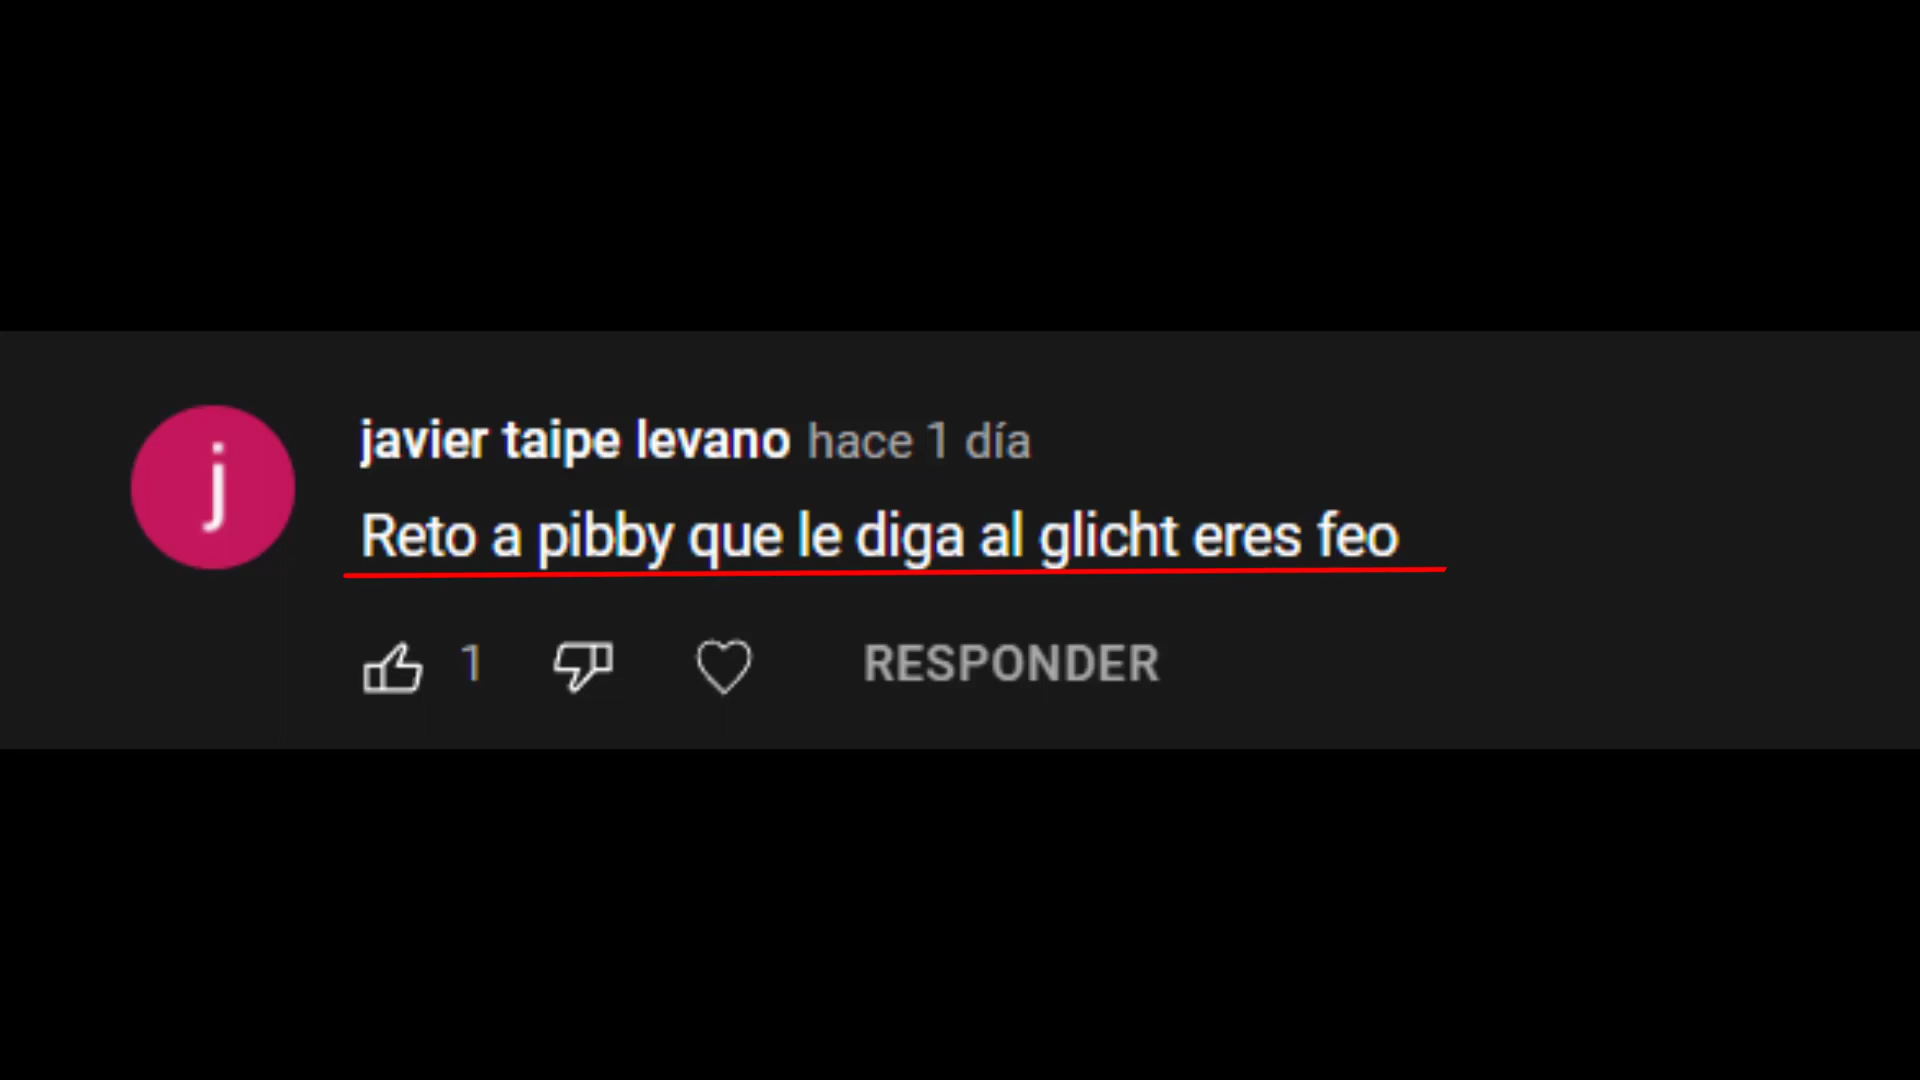 j
javier taipe levano hace 1 día
Reto a pibby que le diga al glicht eres feo
1 RESPONDER